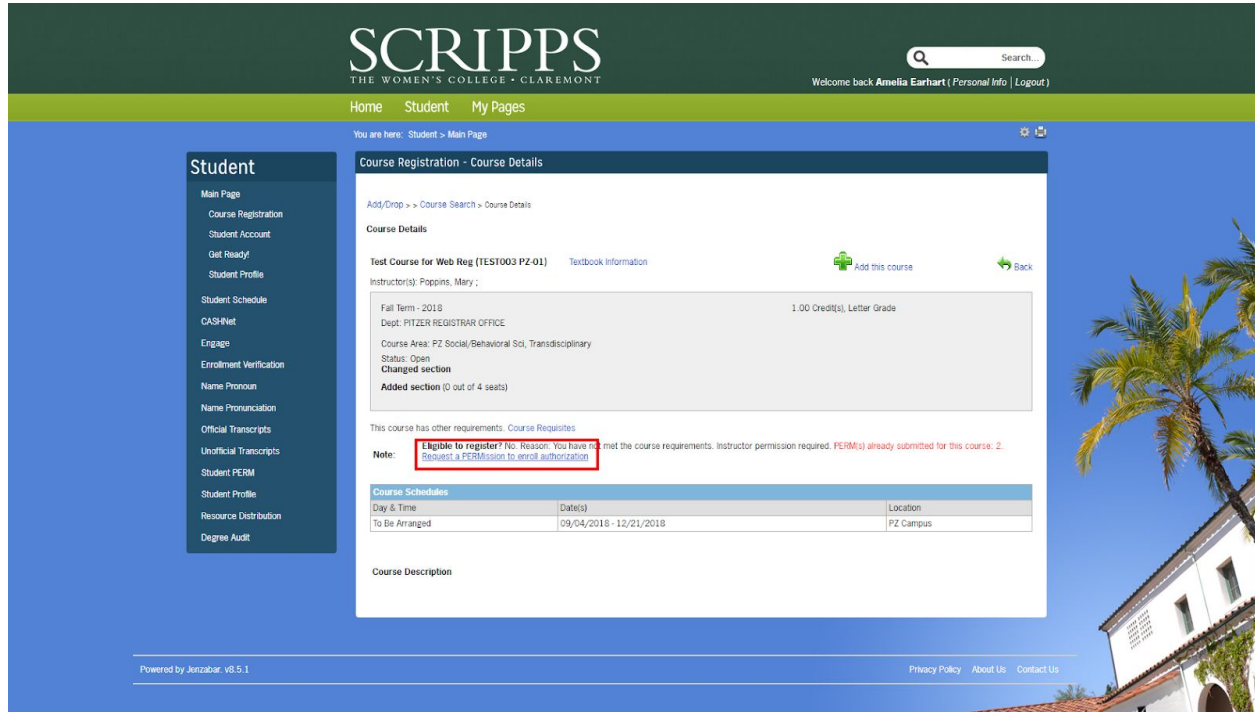 SCRIPPS
THE WOMEN'S COLLEGE • CLAREMONT
Search...
Welcome back Amelia Earhart ( Personal Info | Logout )
Home Student My Pages
You are here: Student > Main Page
Student
Main Page
Course Registration
Student Account
Get Ready!
Student Profile
Student Schedule
CASHNet
Engage
Enrollment Verification
Name Pronoun
Name Pronunciation
Official Transcripts
Unofficial Transcripts
Student PERM
Student Profile
Resource Distribution
Degree Audit
Course Registration - Course Details
Add/Drop > > Course Search > Course Details
Course Details
Test Course for Web Reg (TEST003 PZ-01) Textbook Information Add this course Back
Instructor(s): Poppins, Mary ;
Fall Term - 2018 1.00 Credit(s), Letter Grade
Dept: PITZER REGISTRAR OFFICE
Course Area: PZ Social/Behavioral Sci, Transdisciplinary
Status: Open
Changed section
Added section (0 out of 4 seats)
This course has other requirements. Course Requisites
Note: Eligible to register? No. Reason: You have not met the course requirements. Instructor permission required. PERM(s) already submitted for this course: 2.
Request a PERMission to enroll authorization
Course Schedules
Day & Time Date(s) Location
To Be Arranged 09/04/2018 - 12/21/2018 PZ Campus
Course Description
Powered by Jenzabar. v8.5.1
Privacy Policy About Us Contact Us